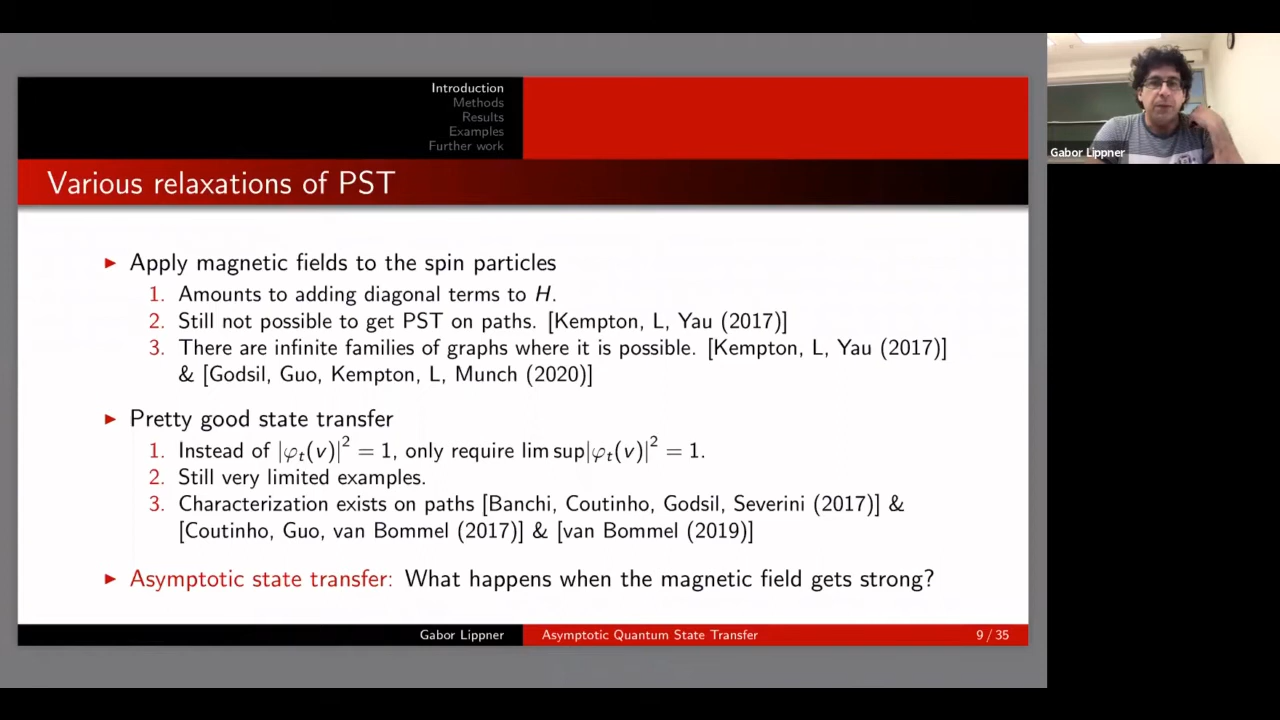 Introduction
Methods
Results
Examples
Further work
Various relaxations of PST
Apply magnetic fields to the spin particles
1. Amounts to adding diagonal terms to H.
2. Still not possible to get PST on paths. [Kempton, L, Yau (2017)]
3. There are infinite families of graphs where it is possible. [Kempton, L, Yau (2017)]
& [Godsil, Guo, Kempton, L, Munch (2020)]
Pretty good state transfer
1. Instead of |φₜ(v)|² = 1, only require lim sup|φₜ(v)|² = 1.
2. Still very limited examples.
3. Characterization exists on paths [Banchi, Coutinho, Godsil, Severini (2017)] &
[Coutinho, Guo, van Bommel (2017)] & [van Bommel (2019)]
Asymptotic state transfer: What happens when the magnetic field gets strong?
Gabor Lippner
Asymptotic Quantum State Transfer
9 / 35
Gabor Lippner